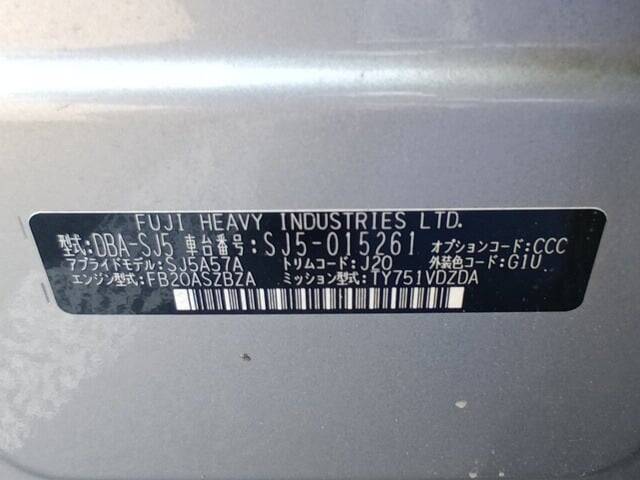 FUJI HEAVY INDUSTRIES LTD.
型式:DBA-SJ5 車台番号:SJ5-015261 オプションコード:CCC
アプライドモデル:SJ5A57A トリムコード:J20 外装色コード:G1U
エンジン型式:FB20ASZBZA ミッション型式:TY751VDZDA